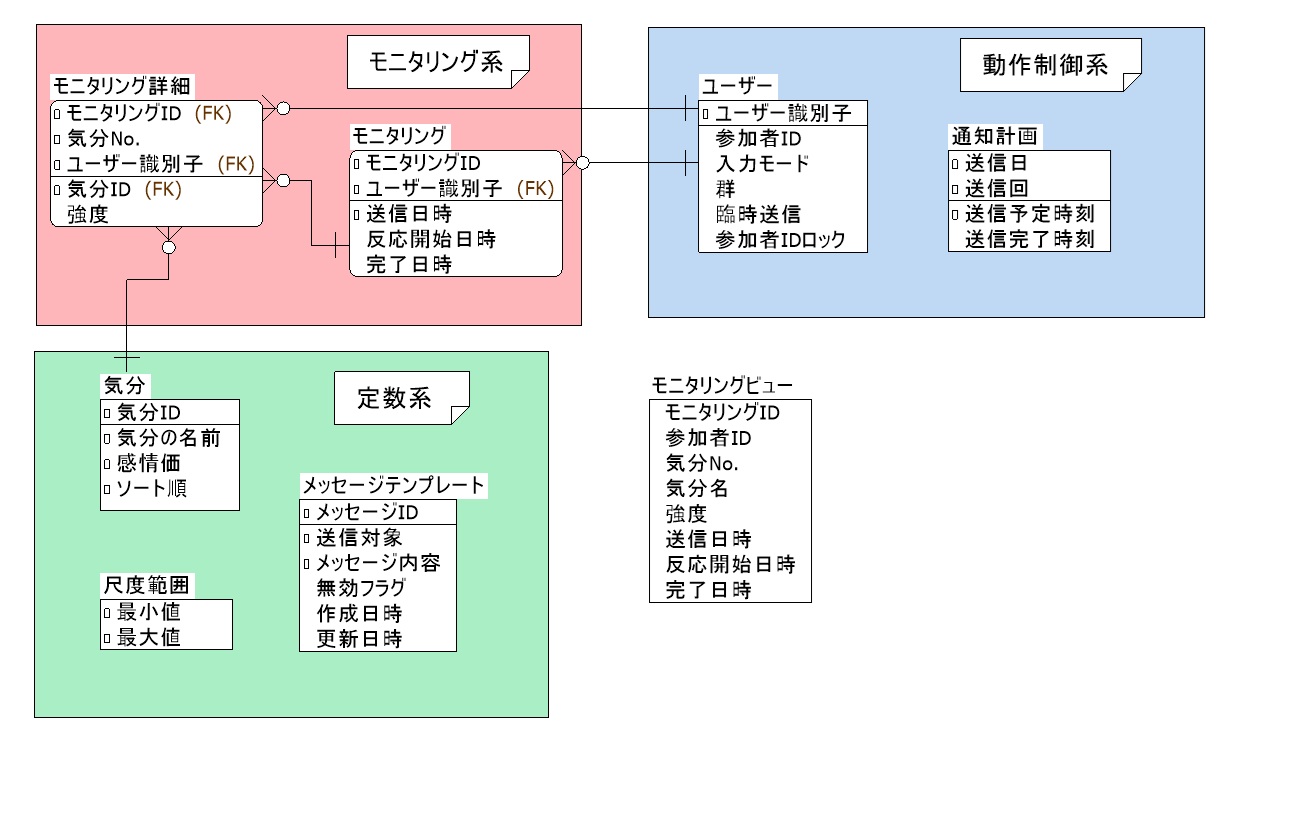 モニタリング系
モニタリング詳細
モニタリングID (FK)
気分No.
ユーザー識別子 (FK)
気分ID (FK)
強度
モニタリング
モニタリングID
ユーザー識別子 (FK)
送信日時
反応開始日時
完了日時
動作制御系
ユーザー
ユーザー識別子
参加者ID
入力モード
群
臨時送信
参加者IDロック
通知計画
送信日
送信回
送信予定時刻
送信完了時刻
定数系
気分
気分ID
気分の名前
感情価
ソート順
メッセージテンプレート
メッセージID
送信対象
メッセージ内容
無効フラグ
作成日時
更新日時
尺度範囲
最小値
最大値
モニタリングビュー
モニタリングID
参加者ID
気分No.
気分名
強度
送信日時
反応開始日時
完了日時